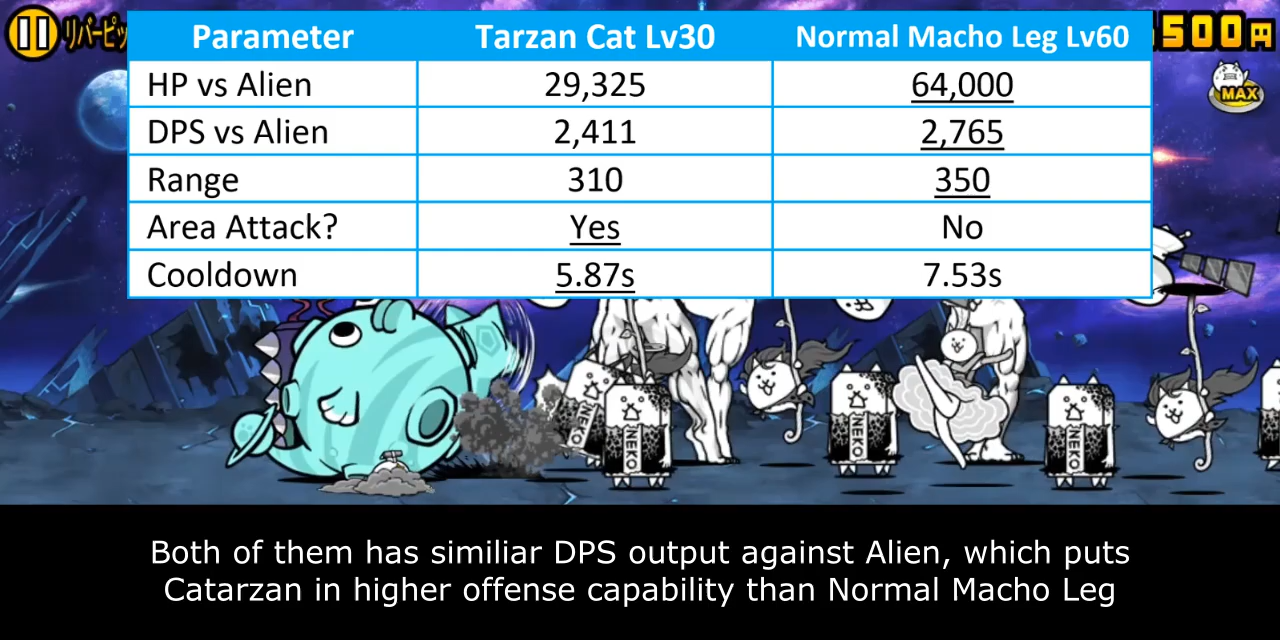 リバーピッ
500円
MAX
Parameter Tarzan Cat Lv30 Normal Macho Leg Lv60
HP vs Alien 29,325 64,000
DPS vs Alien 2,411 2,765
Range 310 350
Area Attack? Yes No
Cooldown 5.87s 7.53s
NEKO
NEKO
NEKO
NEKO
Both of them has similiar DPS output against Alien, which puts
Catarzan in higher offense capability than Normal Macho Leg